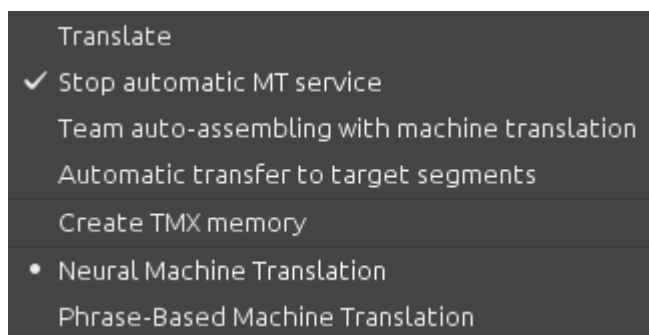 Translate
Stop automatic MT service
Team auto-assembling with machine translation
Automatic transfer to target segments
Create TMX memory
Neural Machine Translation
Phrase-Based Machine Translation